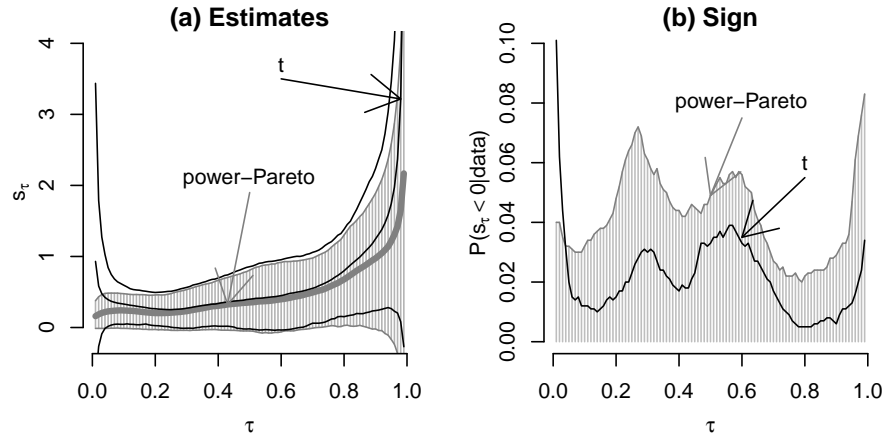 (a) Estimates
s_τ
4
3
2
1
0
0.0 0.2 0.4 0.6 0.8 1.0
τ
t
power−Pareto
(b) Sign
P(s_τ < 0|data)
0.10
0.08
0.06
0.04
0.02
0.00
0.0 0.2 0.4 0.6 0.8 1.0
τ
power−Pareto
t